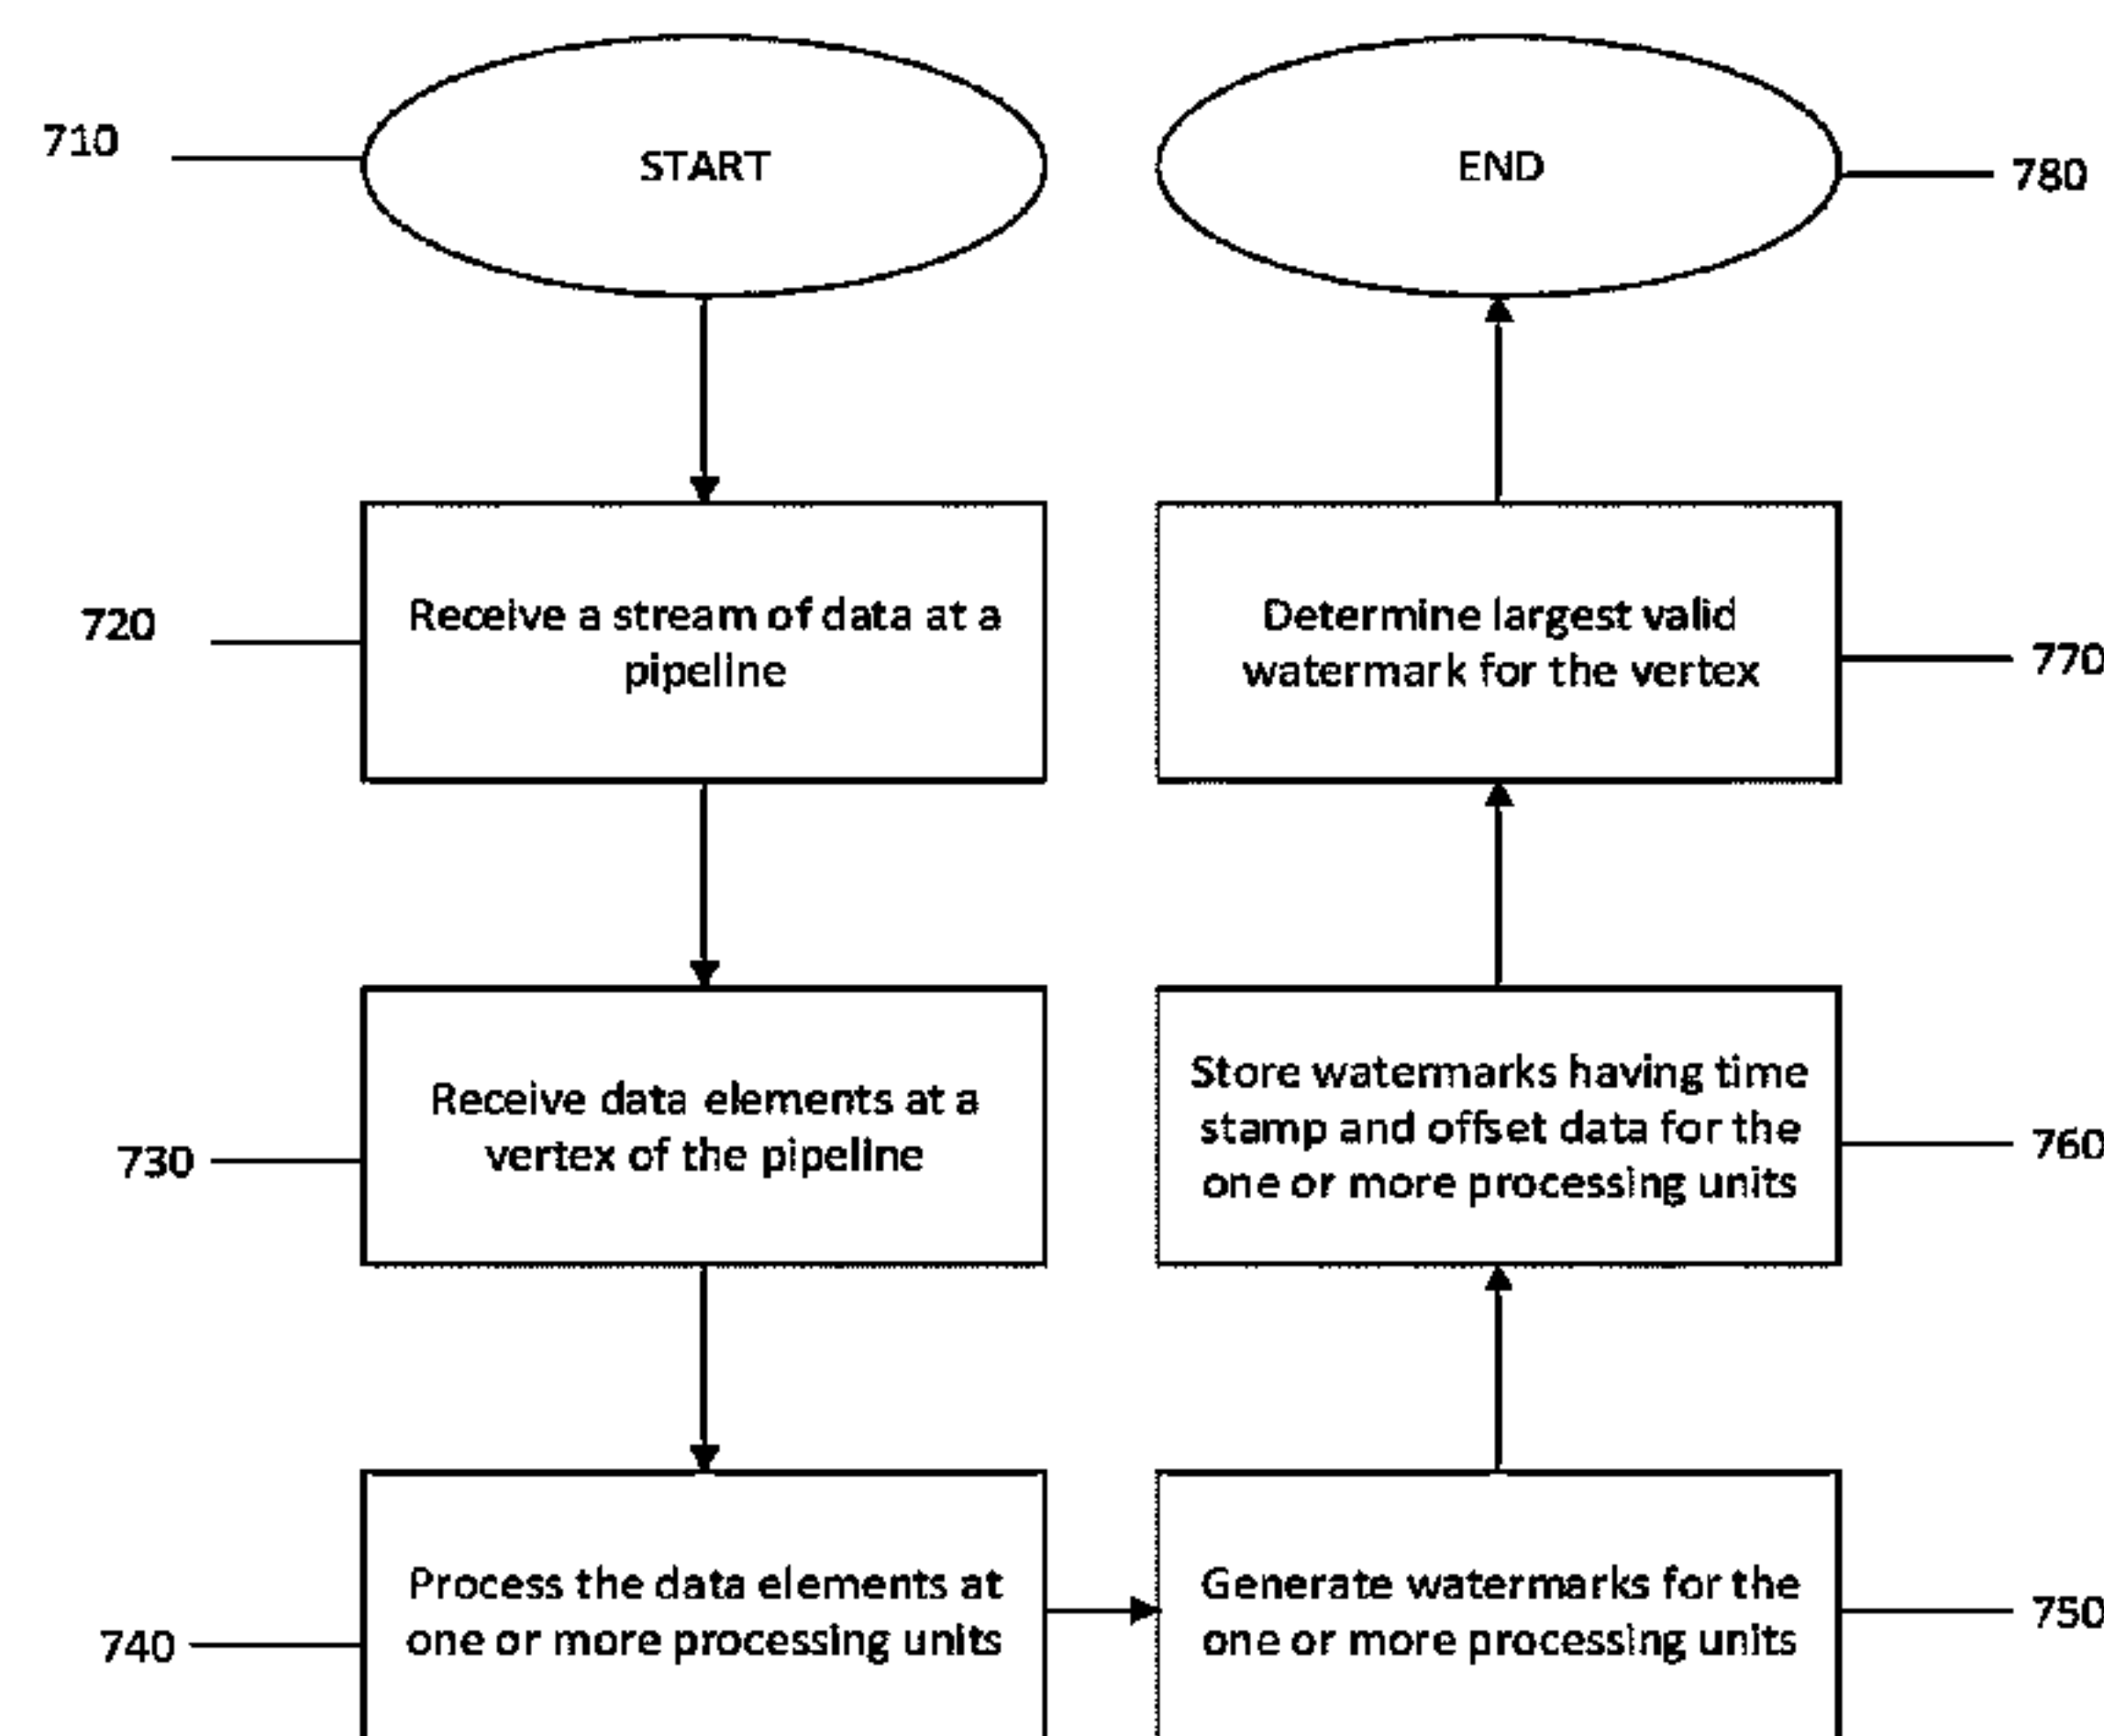 710
START
720
Receive a stream of data at a
pipeline
730
Receive data elements at a
vertex of the pipeline
740
Process the data elements at
one or more processing units
Generate watermarks for the
one or more processing units
750
Store watermarks having time
stamp and offset data for the
one or more processing units
760
Determine largest valid
watermark for the vertex
770
END
780